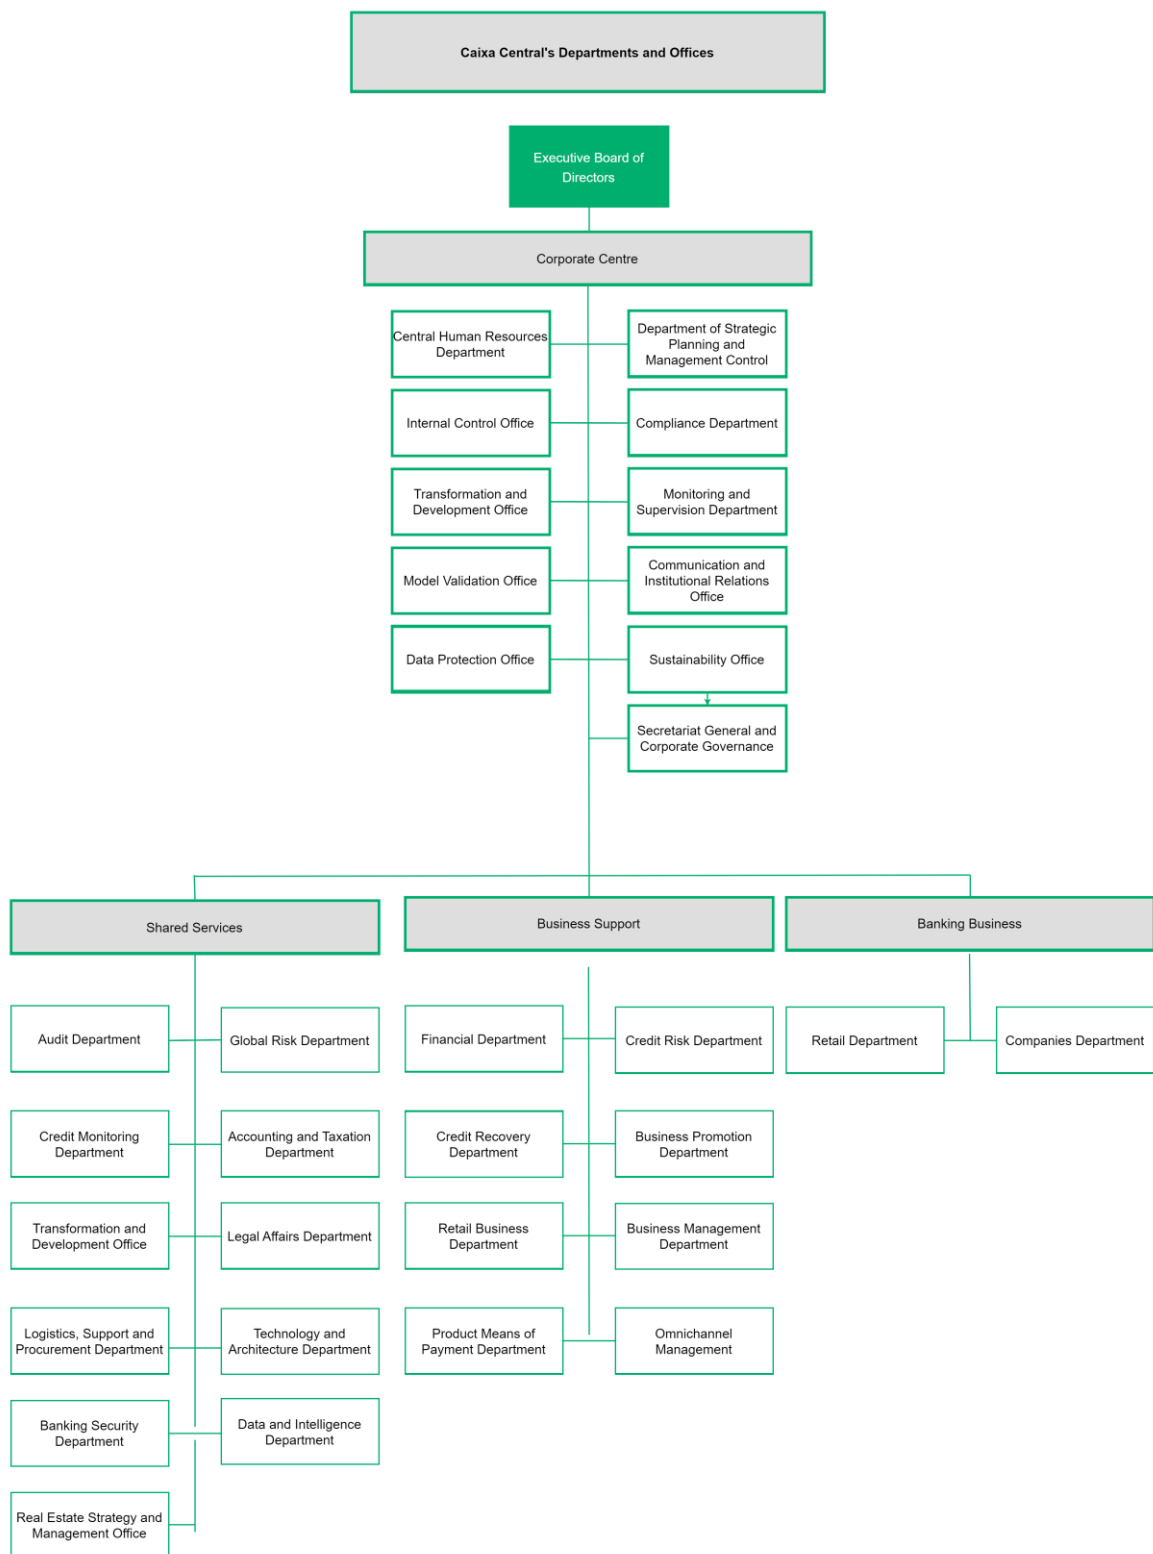 Caixa Central's Departments and Offices
Executive Board of
Directors
Corporate Centre
Central Human Resources
Department
Department of Strategic
Planning and
Management Control
Internal Control Office
Compliance Department
Transformation and
Development Office
Monitoring and
Supervision Department
Model Validation Office
Communication and
Institutional Relations
Office
Data Protection Office
Sustainability Office
Secretariat General and
Corporate Governance
Shared Services
Business Support
Banking Business
Audit Department
Global Risk Department
Financial Department
Credit Risk Department
Retail Department
Companies Department
Credit Monitoring
Department
Accounting and Taxation
Department
Credit Recovery
Department
Business Promotion
Department
Transformation and
Development Office
Legal Affairs Department
Retail Business
Department
Business Management
Department
Logistics, Support and
Procurement Department
Technology and
Architecture Department
Product Means of
Payment Department
Omnichannel
Management
Banking Security
Department
Data and Intelligence
Department
Real Estate Strategy and
Management Office